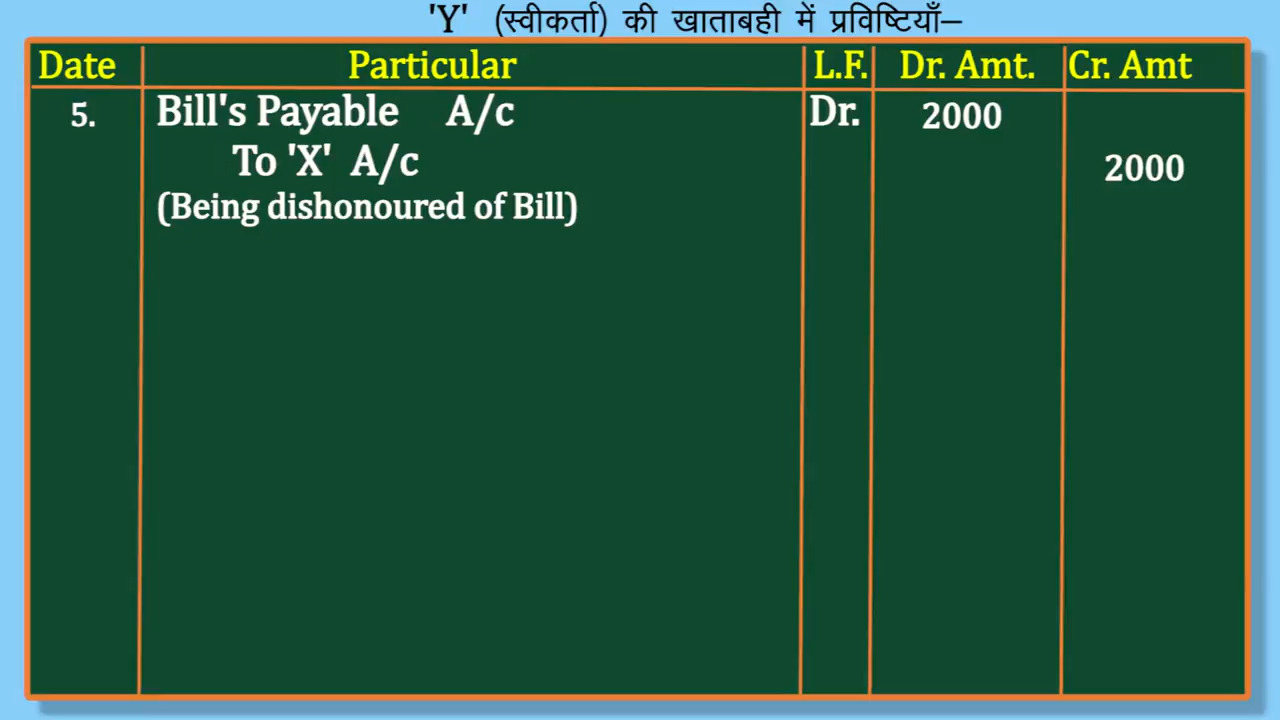 'Y' (स्वीकर्ता) की खाताबही में प्रविष्टियाँ–
Date Particular L.F. Dr. Amt. Cr. Amt
5. Bill's Payable A/c Dr. 2000
To 'X' A/c 2000
(Being dishonoured of Bill)